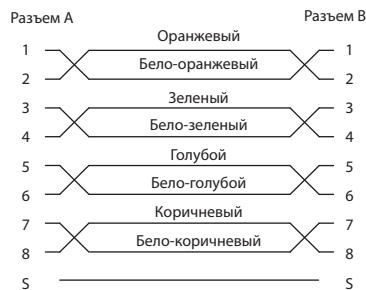 Разъем A Разъем B
Оранжевый
1 1
Бело-оранжевый
2 2
Зеленый
3 3
Бело-зеленый
4 4
Голубой
5 5
Бело-голубой
6 6
Коричневый
7 7
Бело-коричневый
8 8
S S